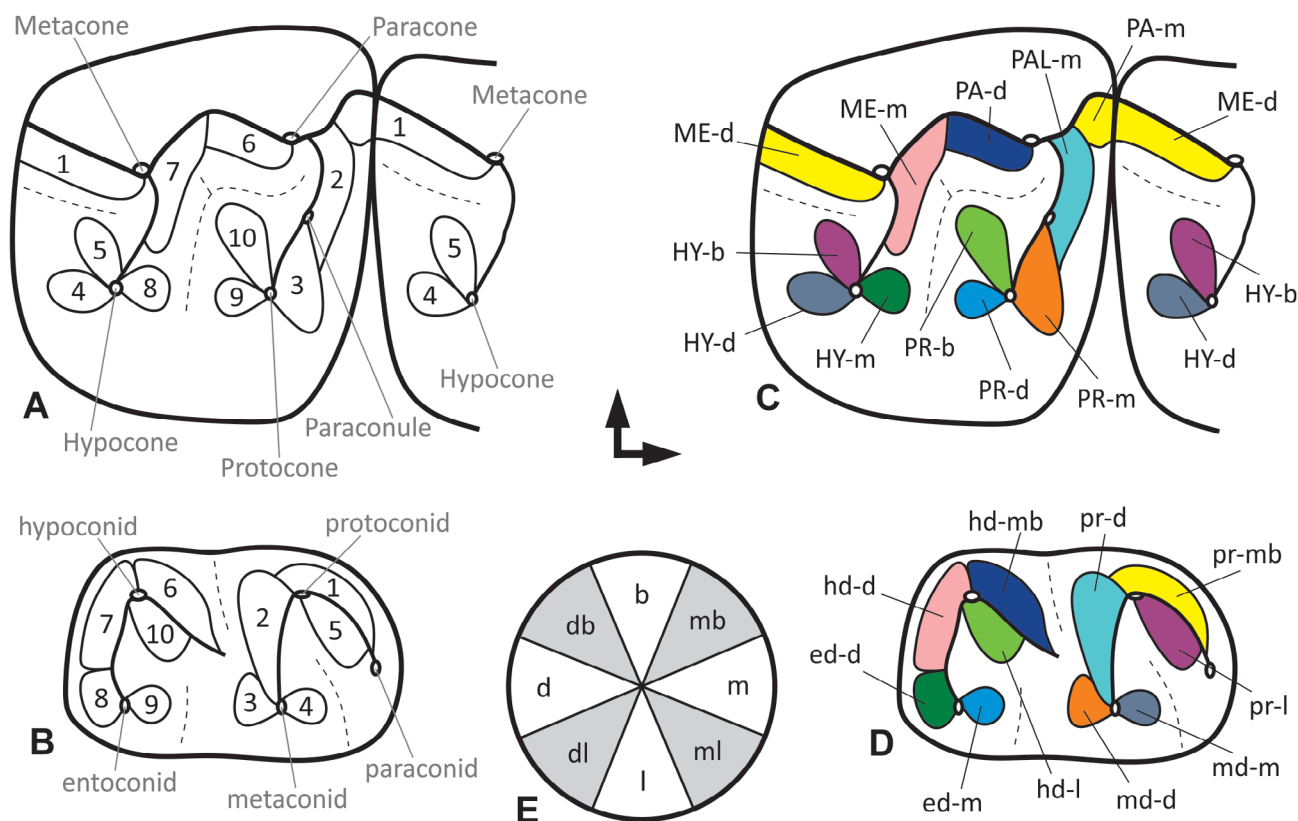 Metacone
Paracone
Metacone
1
7
6
2
1
5
4
8
10
9
3
5
4
A
Hypocone
Protocone
Paraconule
Hypocone
PA-m
PAL-m
PA-d
ME-m
ME-d
ME-d
HY-b
HY-d
HY-m
PR-b
PR-d
PR-m
HY-b
HY-d
C
hypoconid
protoconid
6
1
7
10
2
5
8
9
3
4
B
entoconid
metaconid
paraconid
b
db
mb
d
m
dl
ml
l
E
hd-mb
pr-d
pr-mb
hd-d
ed-d
ed-m
hd-l
md-d
md-m
pr-l
D